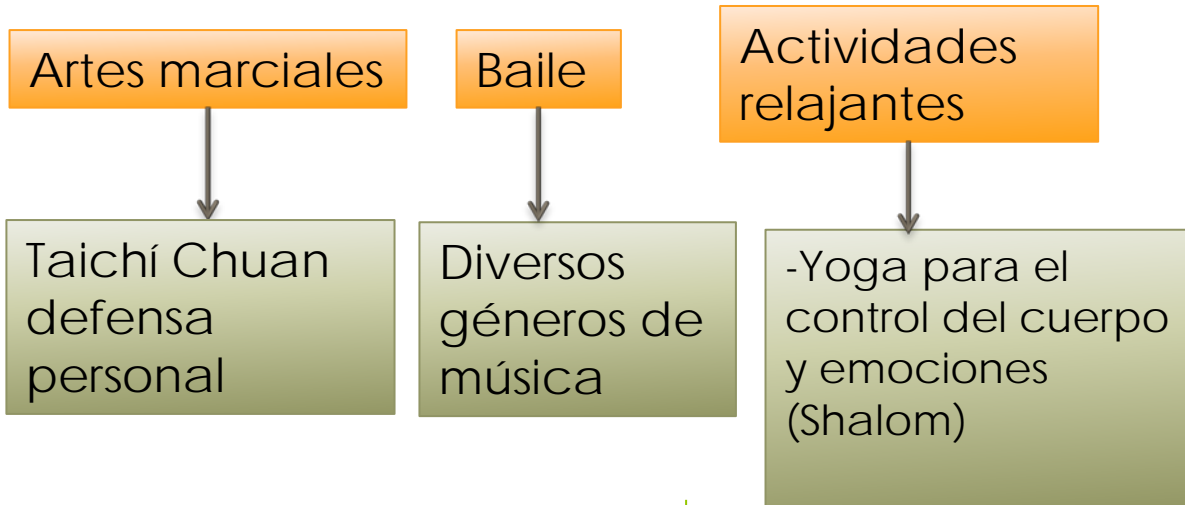 Artes marciales
Baile
Actividades
relajantes
Taichí Chuan
defensa
personal
Diversos
géneros de
música
-Yoga para el
control del cuerpo
y emociones
(Shalom)